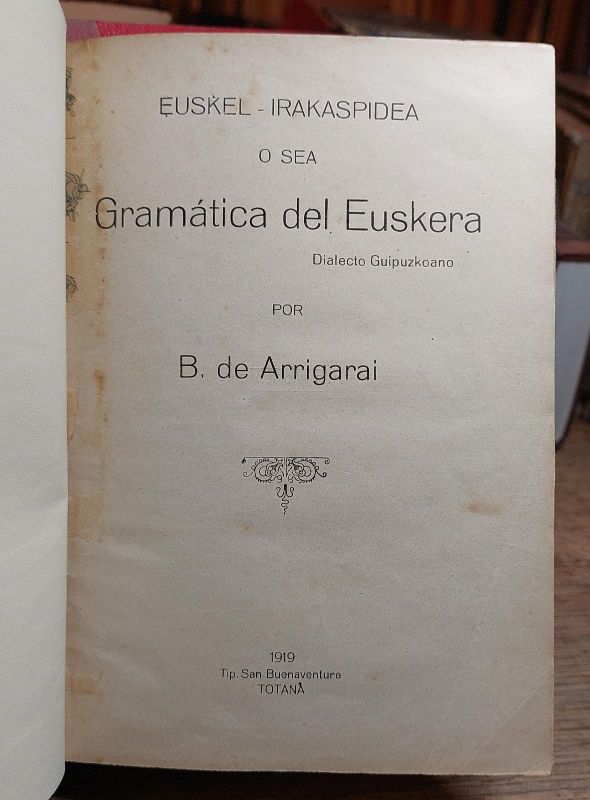 EUSKEL - IRAKASPIDEA
O SEA
Gramática del Euskera
Dialecto Guipuzkoano
POR
B. de Arrigarai
1919
Tip. San Buenaventura
TOTANA